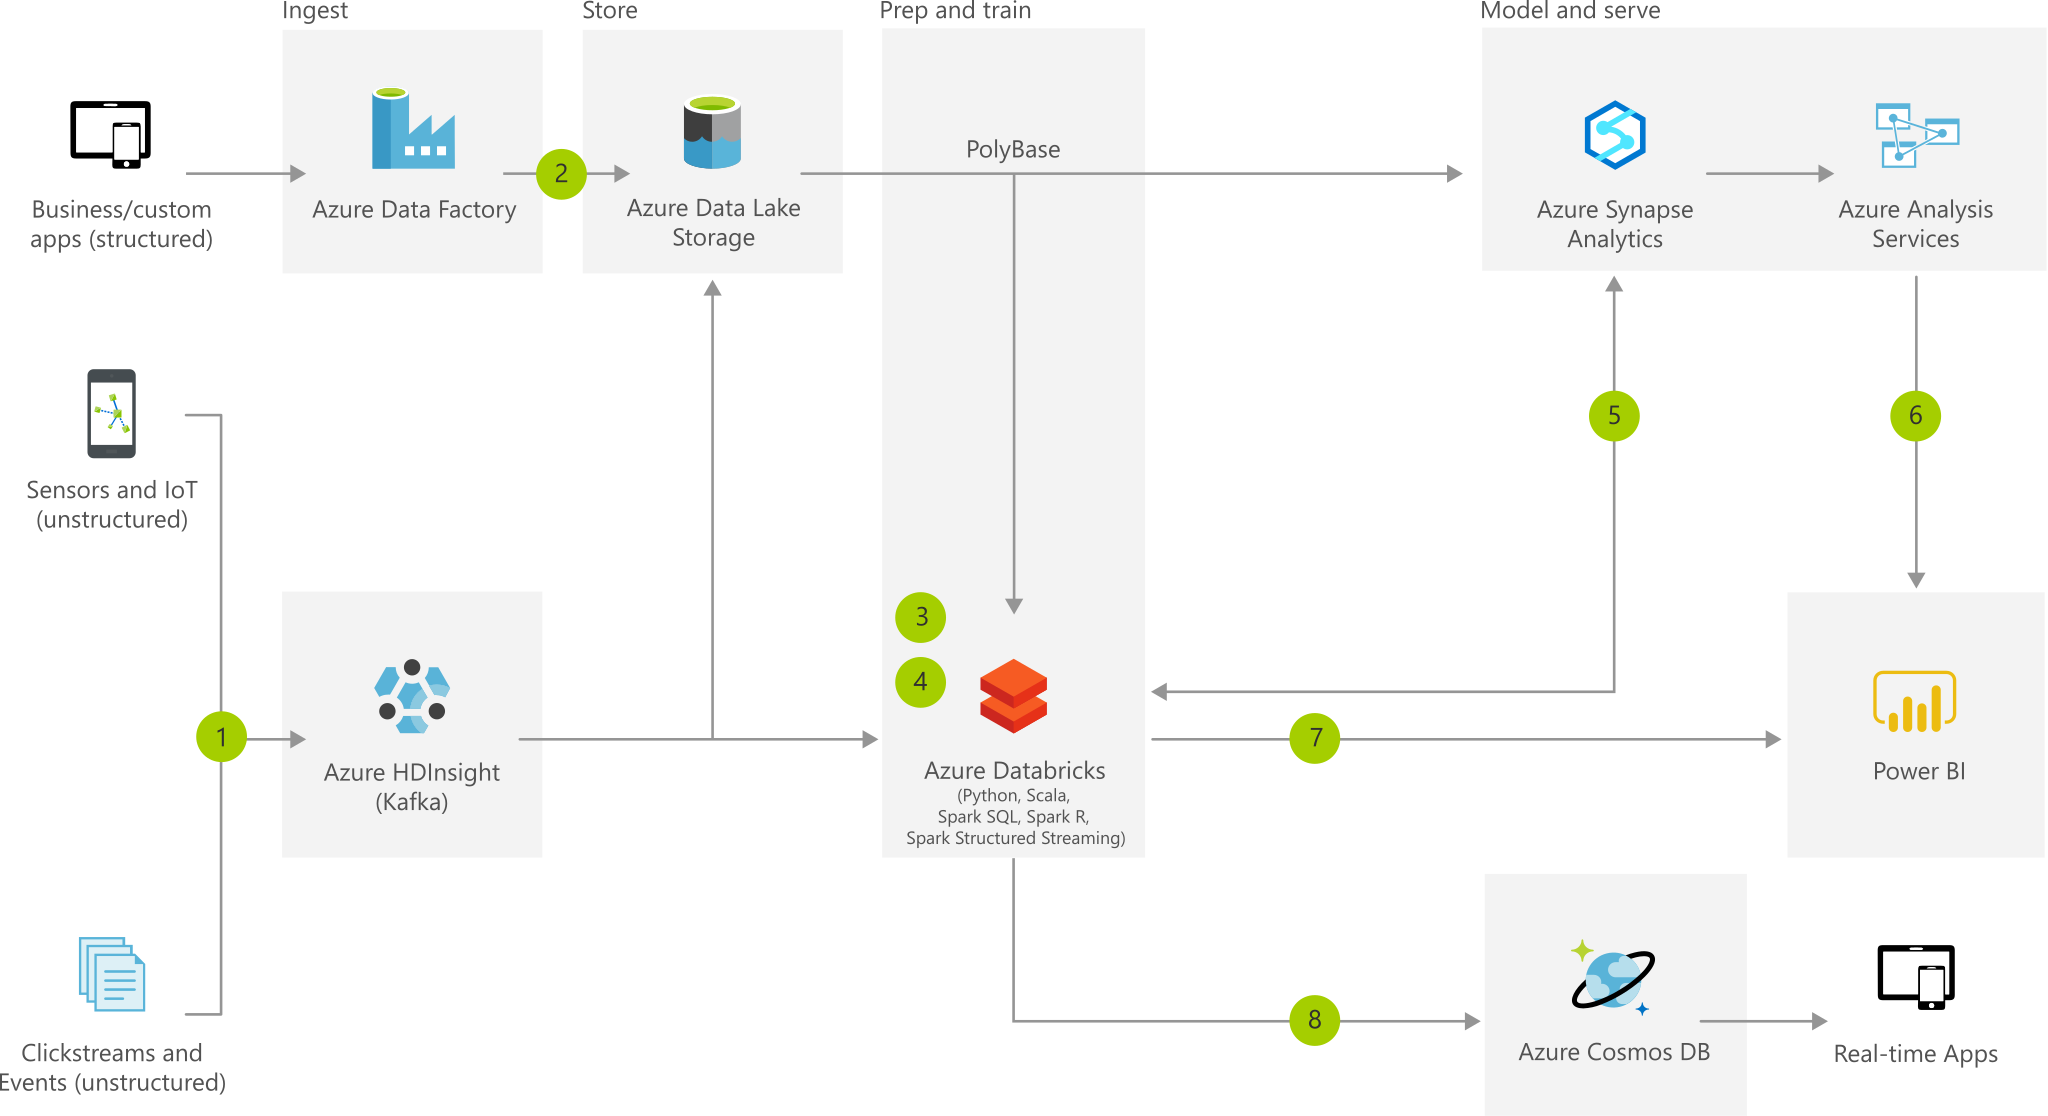 Ingest
Store
Prep and train
Model and serve
Business/custom
apps (structured)
Azure Data Factory
2
Azure Data Lake
Storage
PolyBase
Azure Synapse
Analytics
Azure Analysis
Services
Sensors and IoT
(unstructured)
5
6
1
Azure HDInsight
(Kafka)
3
4
Azure Databricks
(Python, Scala,
Spark SQL, Spark R,
Spark Structured Streaming)
7
Power BI
Clickstreams and
Events (unstructured)
8
Azure Cosmos DB
Real-time Apps